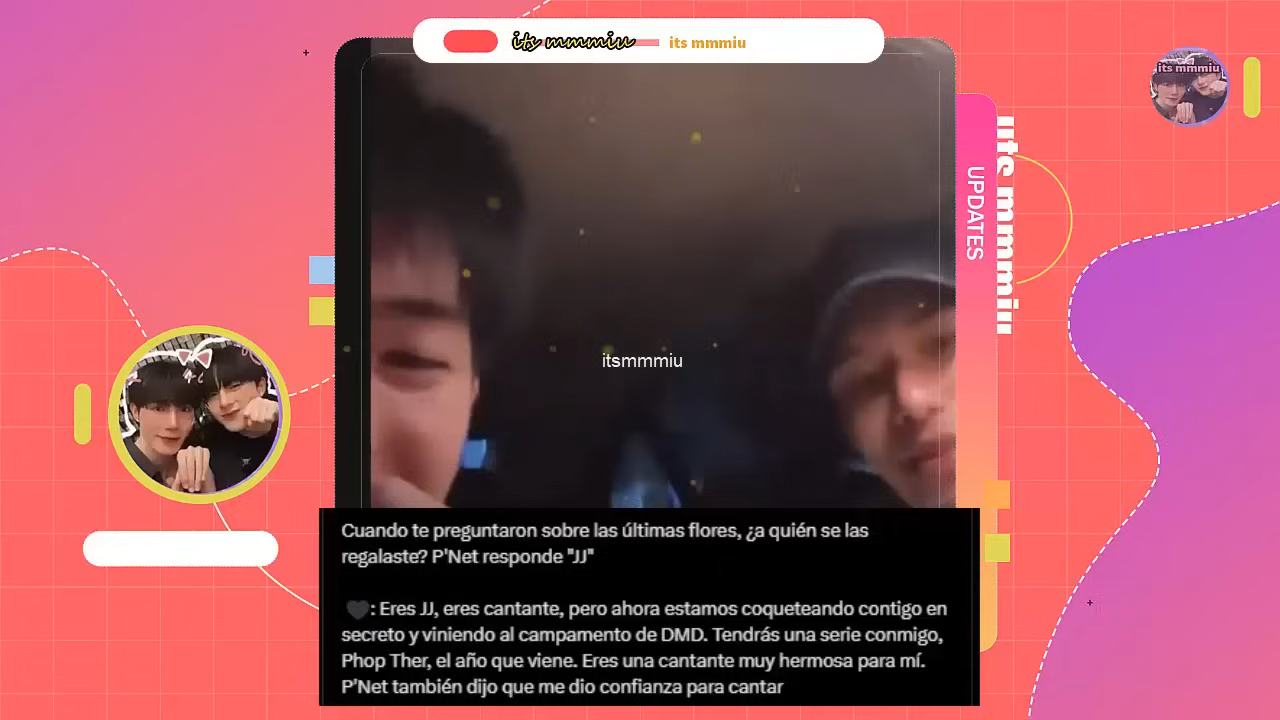 its mmmiu
its mmmiu
its mmmiu
UPDATES
its mmmiu
itsmmmiu
Cuando te preguntaron sobre las últimas flores, ¿a quién se las
regalaste? P'Net responde "JJ"
🖤: Eres JJ, eres cantante, pero ahora estamos coqueteando contigo en
secreto y viniendo al campamento de DMD. Tendrás una serie conmigo,
Phop Ther, el año que viene. Eres una cantante muy hermosa para mí.
P'Net también dijo que me dio confianza para cantar